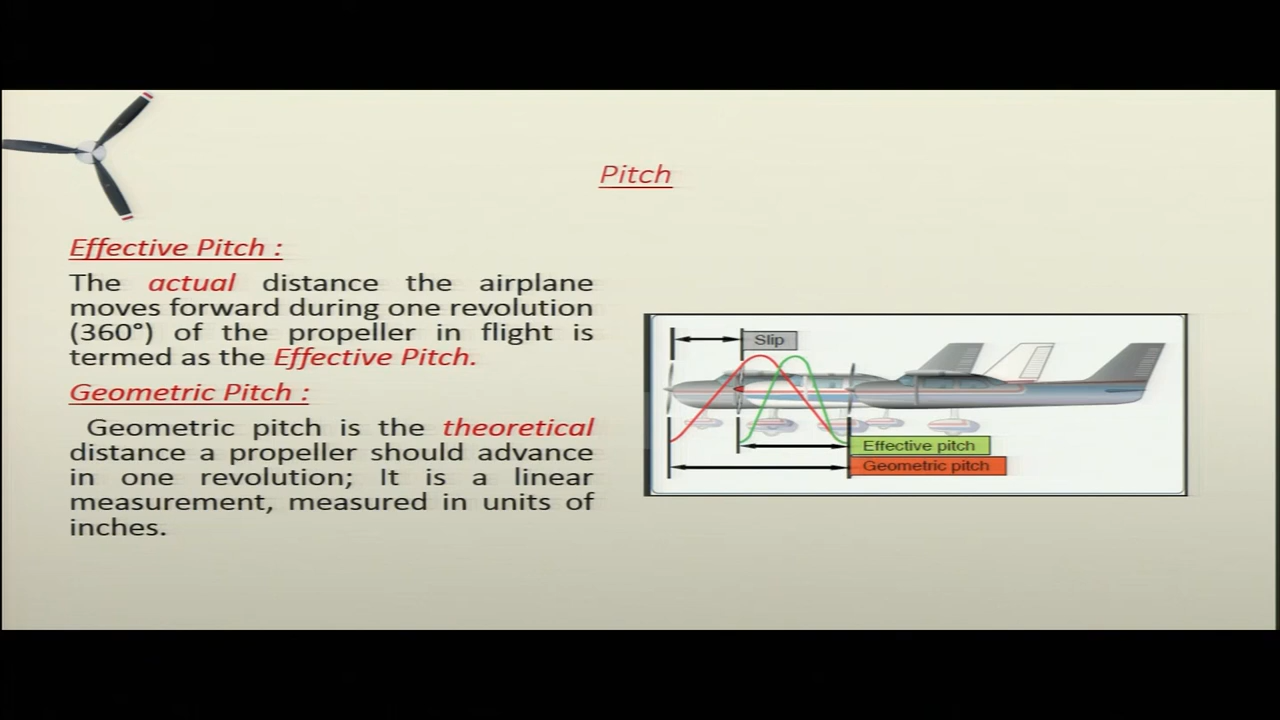 Pitch
Effective Pitch :
The actual distance the airplane
moves forward during one revolution
(360°) of the propeller in flight is
termed as the Effective Pitch.
Geometric Pitch :
Geometric pitch is the theoretical
distance a propeller should advance
in one revolution; It is a linear
measurement, measured in units of
inches.
Slip
Effective pitch
Geometric pitch